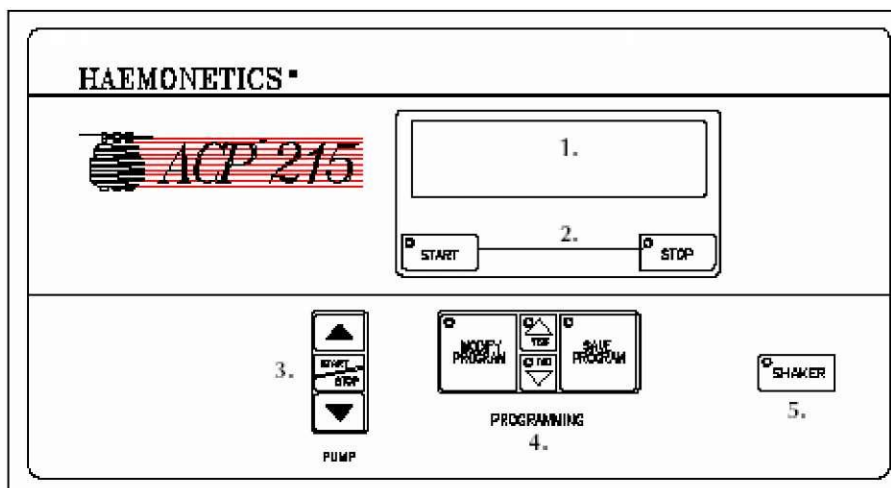 HAEMONETICS
ACP 215
1.
2.
START
STOP
3.
START
STOP
PUMP
MODIFY
PROGRAM
YES
NO
SAVE
PROGRAM
PROGRAMMING
4.
SHAKER
5.